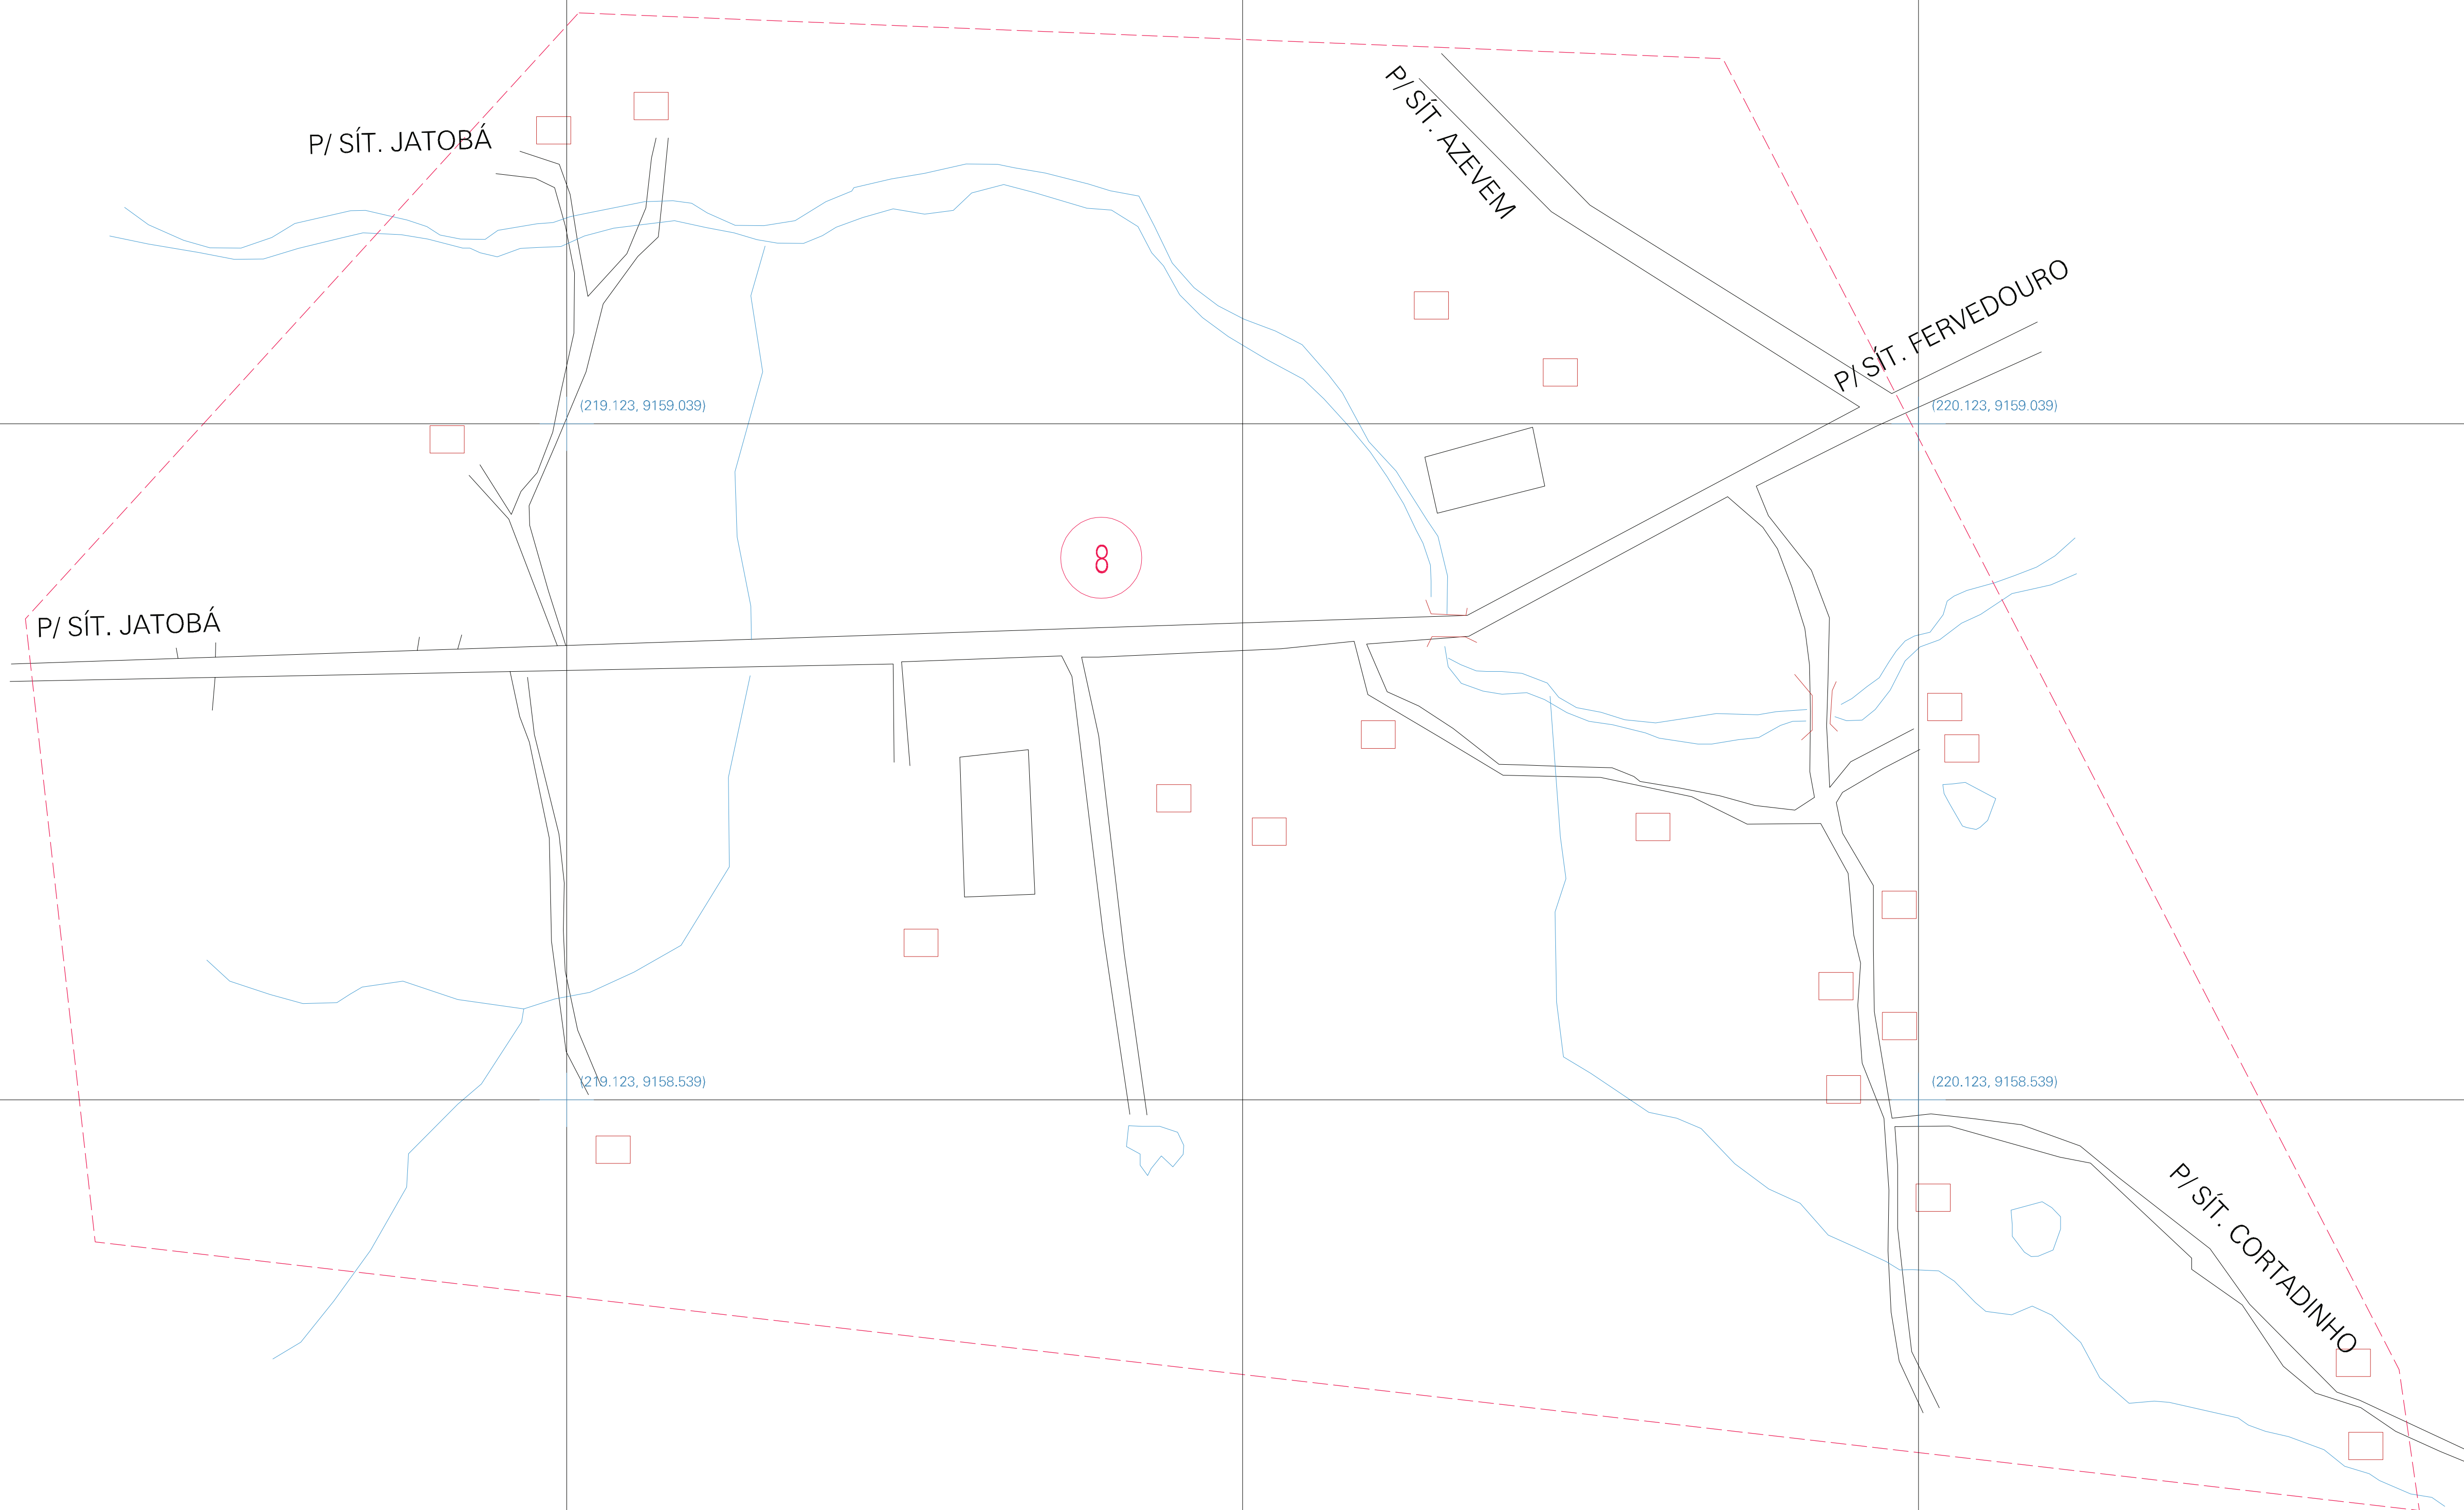 P/ SÍT. JATOBÁ
P/ SÍT. AZEVEM
P/ SÍT. FERVEDOURO
(219.123, 9159.039)
(220.123, 9159.039)
8
P/ SÍT. JATOBÁ
(219.123, 9158.539)
(220.123, 9158.539)
P/ SÍT. CORTADINHO